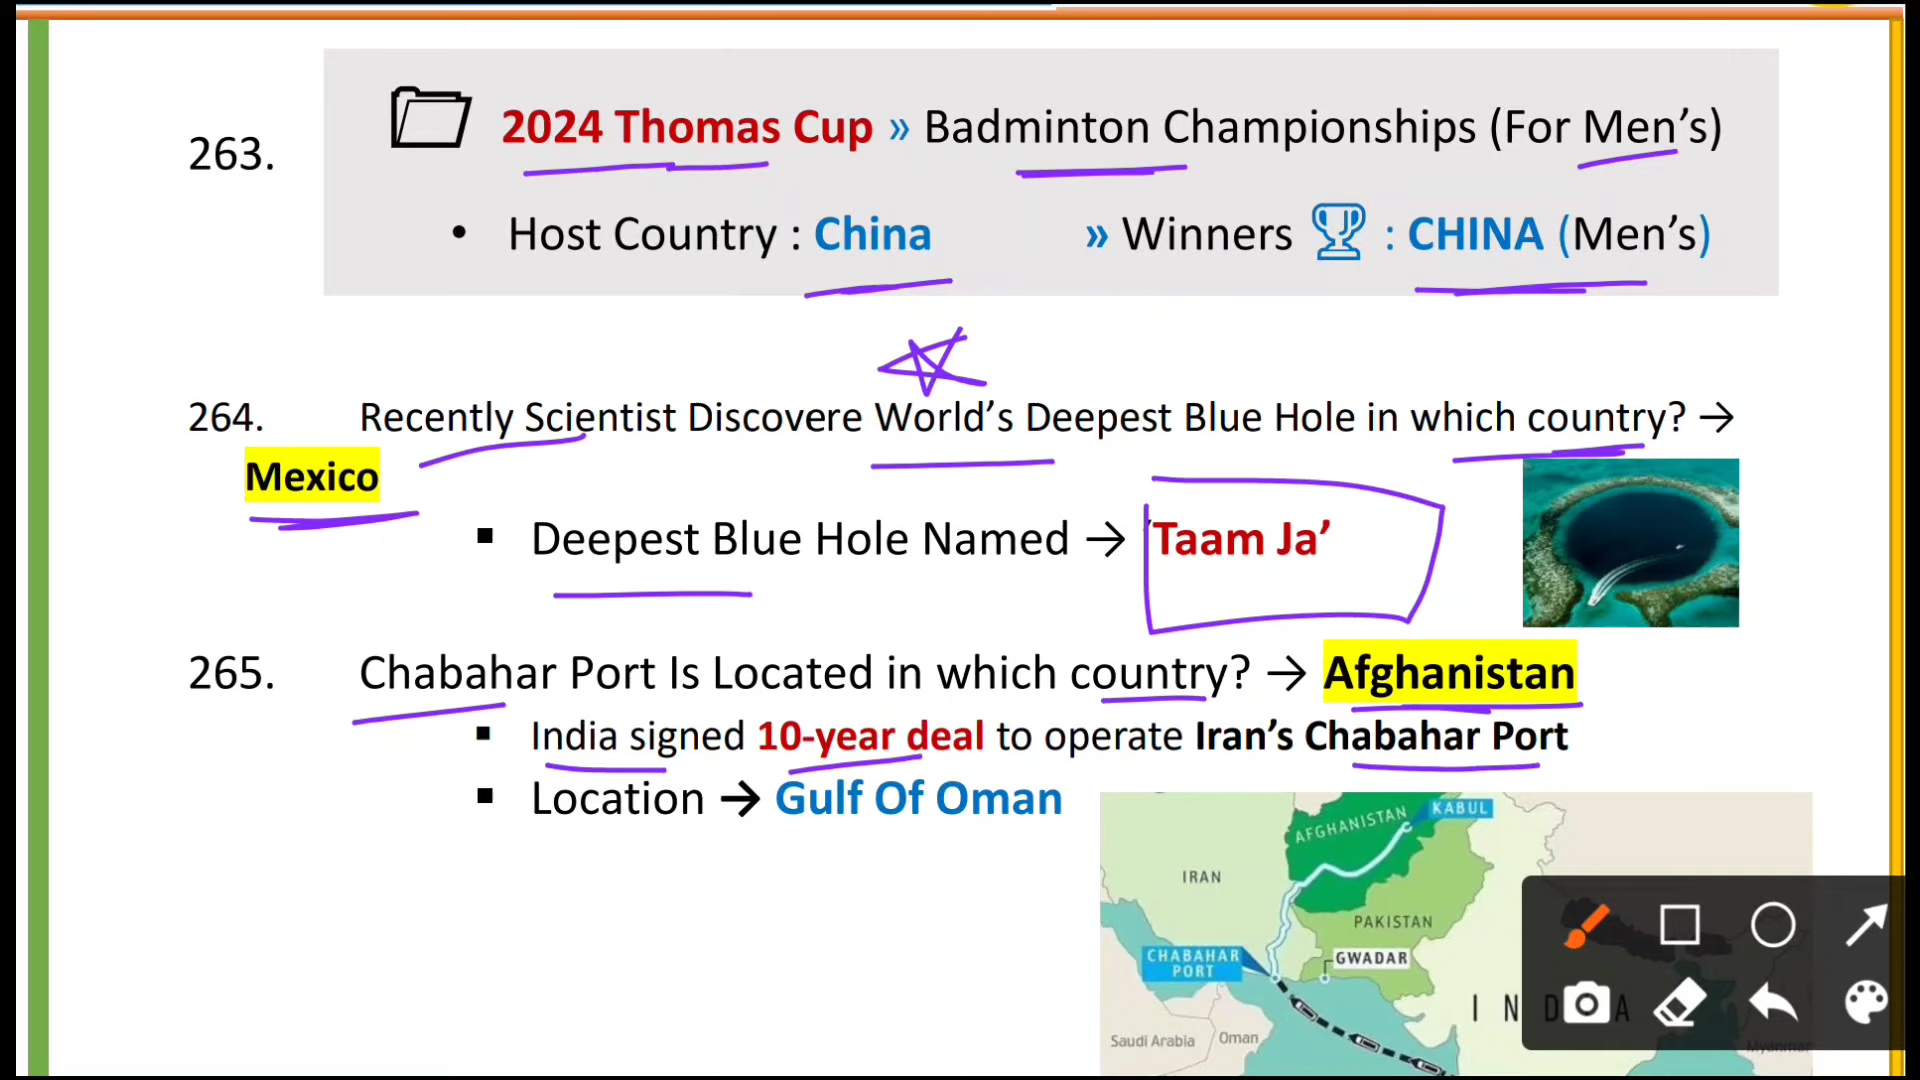 263. 2024 Thomas Cup » Badminton Championships (For Men's)
• Host Country : China » Winners : CHINA (Men's)
264. Recently Scientist Discovere World's Deepest Blue Hole in which country? →
Mexico
▪ Deepest Blue Hole Named → 'Taam Ja'
265. Chabahar Port Is Located in which country? → Afghanistan
▪ India signed 10-year deal to operate Iran's Chabahar Port
▪ Location → Gulf Of Oman
AFGHANISTAN KABUL
IRAN
PAKISTAN
CHABAHAR
PORT
GWADAR
INDIA
Saudi Arabia Oman
Myanmar